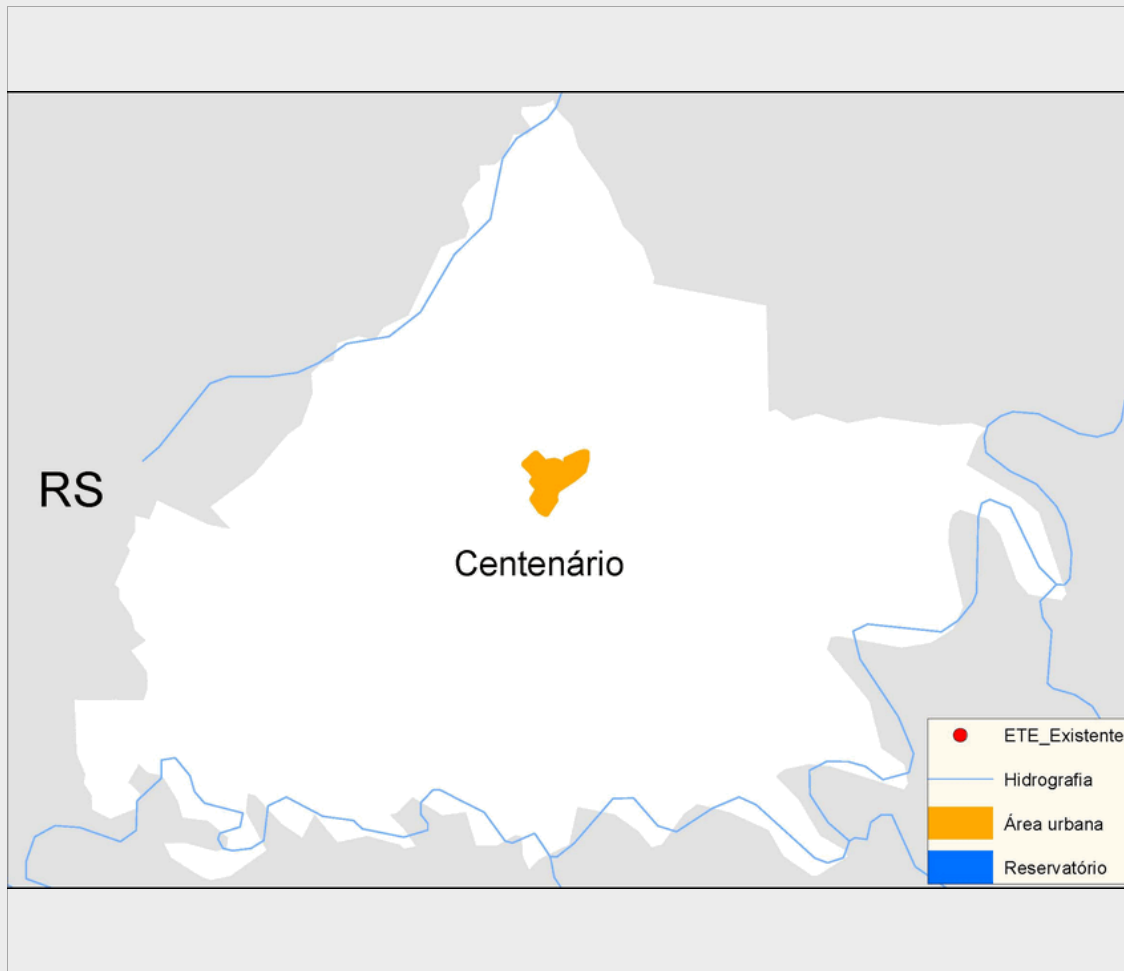 RS
Centenário
ETE_Existente
Hidrografia
Área urbana
Reservatório